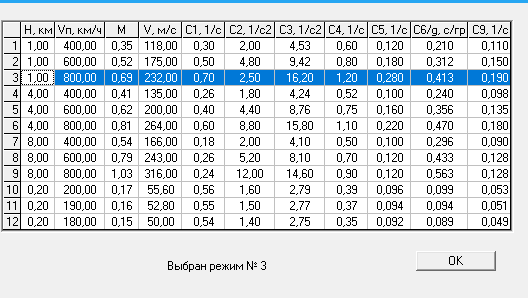 H, км Vп, км/ч M V, м/с C1, 1/с C2, 1/с2 C3, 1/с2 C4, 1/с C5, 1/с C6/g, с/гр C9, 1/с
1 1,00 400,00 0,35 118,00 0,30 2,00 4,53 0,60 0,120 0,210 0,110
2 1,00 600,00 0,52 175,00 0,50 4,80 9,42 0,80 0,180 0,312 0,150
3 1,00 800,00 0,69 232,00 0,70 2,50 16,20 1,20 0,280 0,413 0,190
4 4,00 400,00 0,41 135,00 0,26 1,80 4,24 0,52 0,100 0,240 0,098
5 4,00 600,00 0,62 200,00 0,40 4,40 8,76 0,75 0,160 0,356 0,135
6 4,00 800,00 0,81 264,00 0,60 8,80 15,80 1,10 0,220 0,470 0,180
7 8,00 400,00 0,54 166,00 0,18 2,00 4,10 0,50 0,100 0,296 0,090
8 8,00 600,00 0,79 243,00 0,26 5,20 8,10 0,70 0,120 0,433 0,128
9 8,00 800,00 1,03 316,00 0,24 12,00 14,60 0,90 0,120 0,563 0,128
10 0,20 200,00 0,17 55,60 0,56 1,60 2,79 0,39 0,096 0,099 0,053
11 0,20 190,00 0,16 52,80 0,55 1,50 2,77 0,37 0,094 0,094 0,051
12 0,20 180,00 0,15 50,00 0,54 1,40 2,75 0,35 0,092 0,089 0,049
Выбран режим № 3
OK